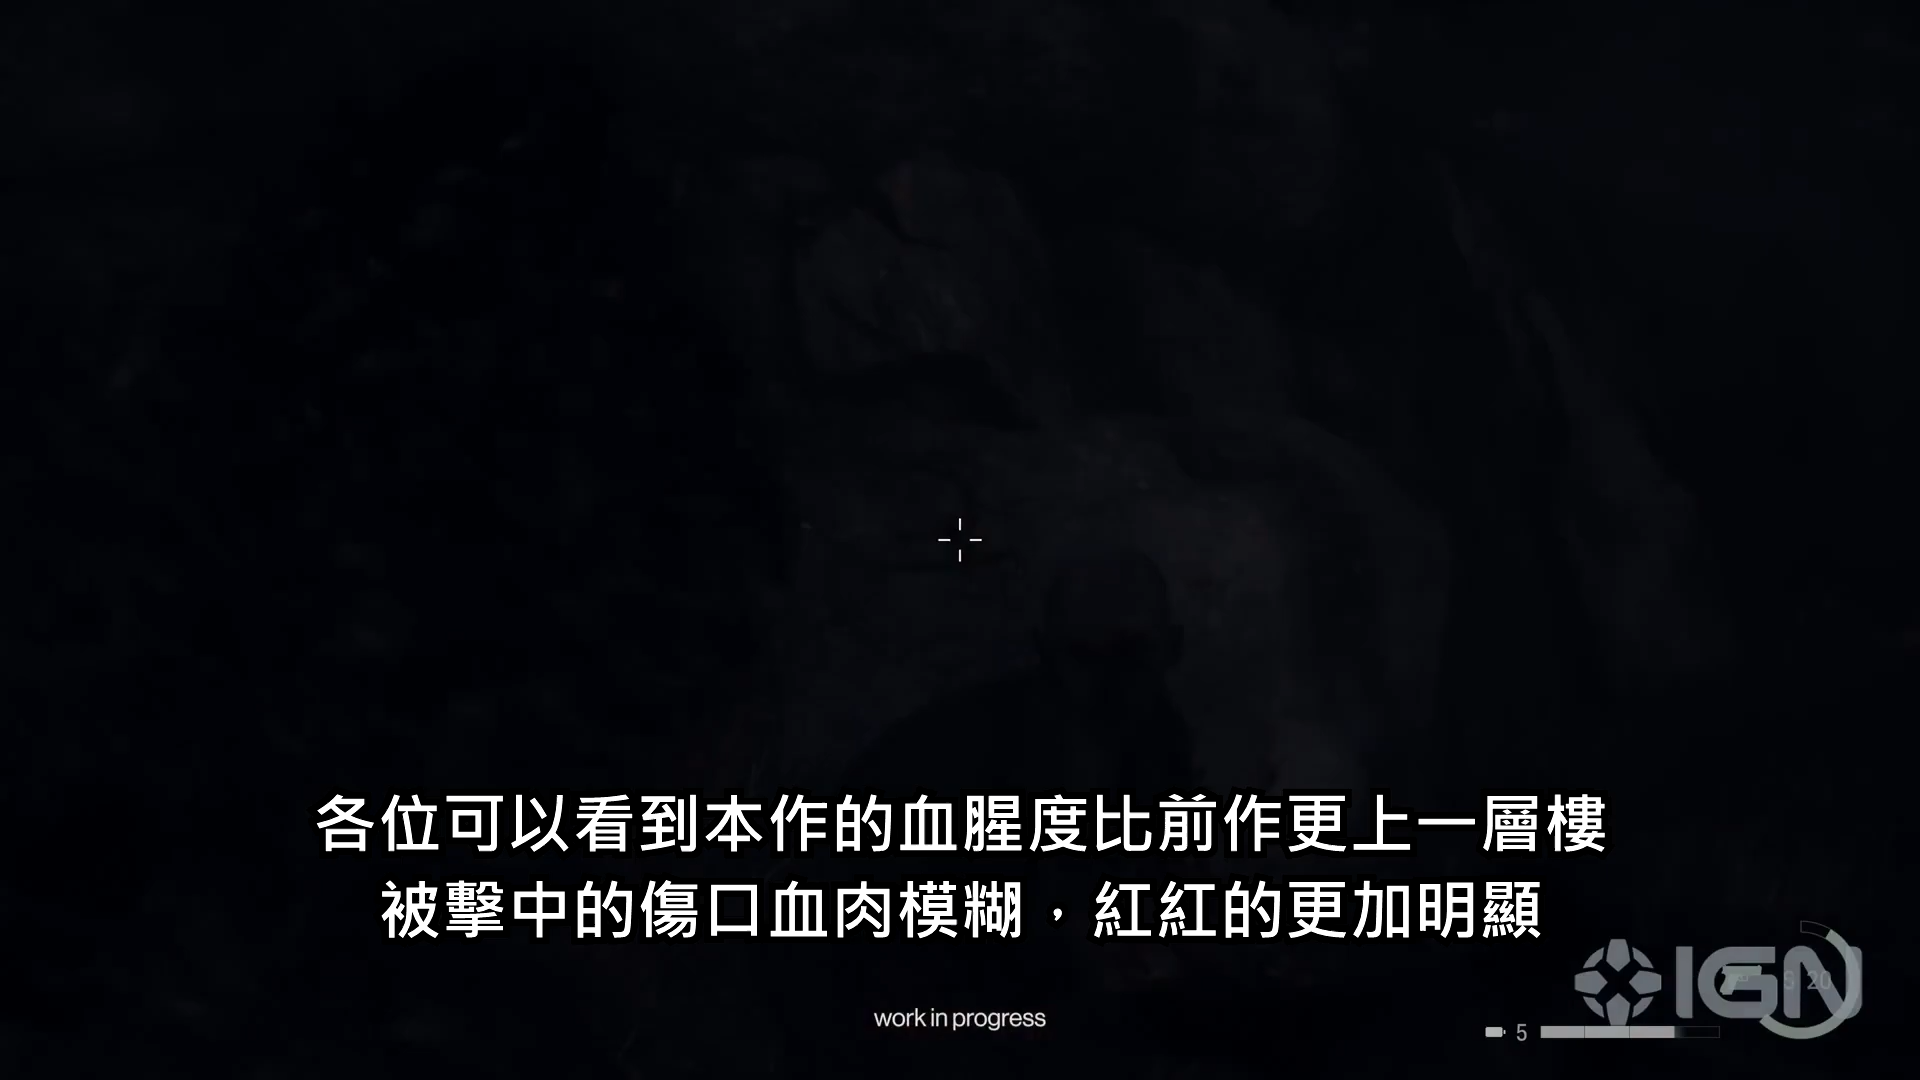 各位可以看到本作的血腥度比前作更上一層樓
被擊中的傷口血肉模糊，紅紅的更加明顯
IGN
20
work in progress
5